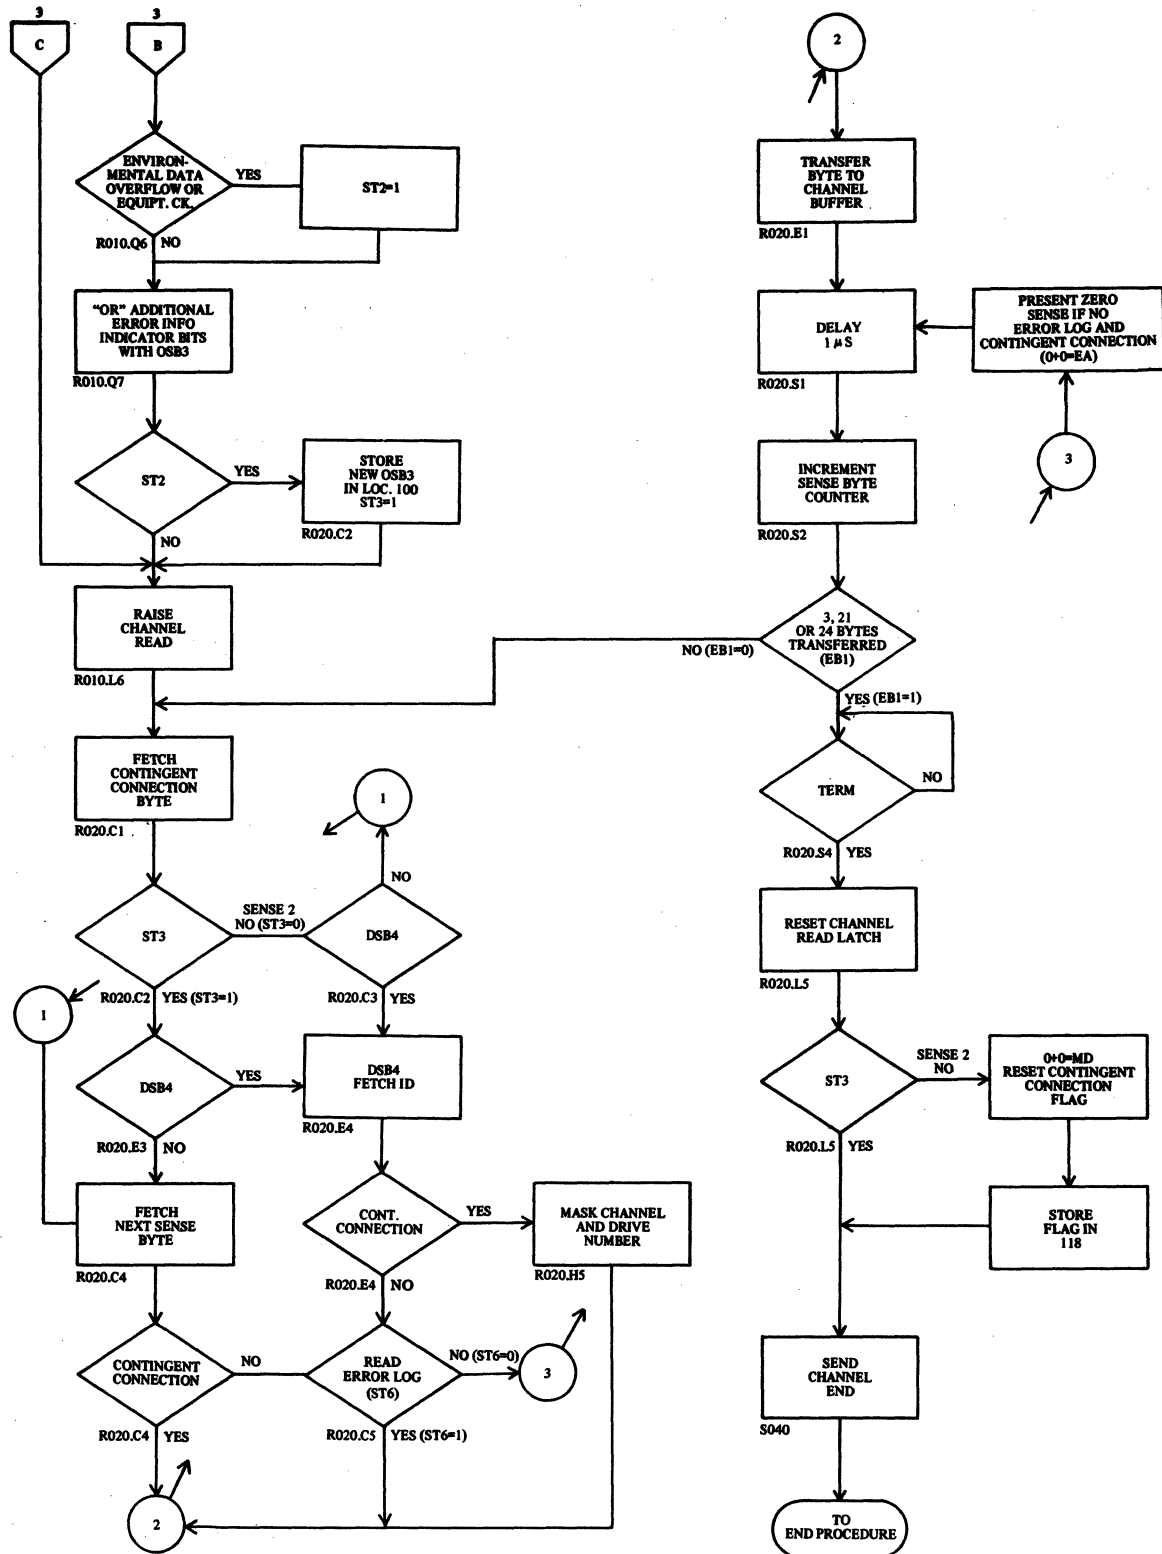 3
C
3
B
ENVIRON-
MENTAL DATA
OVERFLOW OR
EQUIPT. CK.
YES
ST2=1
R010.Q6 NO
"OR" ADDITIONAL
ERROR INFO
INDICATOR BITS
WITH OSB3
R010.Q7
ST2
YES
STORE
NEW OSB3
IN LOC. 100
ST3=1
R020.C2
NO
RAISE
CHANNEL
READ
R010.L6
FETCH
CONTINGENT
CONNECTION
BYTE
R020.C1
1
NO
ST3
SENSE 2
NO (ST3=0)
DSB4
R020.C2 YES (ST3=1)
R020.C3 YES
1
DSB4
YES
DSB4
FETCH ID
R020.E3 NO
R020.E4
FETCH
NEXT SENSE
BYTE
R020.C4
CONT.
CONNECTION
YES
MASK CHANNEL
AND DRIVE
NUMBER
R020.H5
R020.E4 NO
CONTINGENT
CONNECTION
NO
READ
ERROR LOG
(ST6)
NO (ST6=0)
3
R020.C4 YES
R020.C5 YES (ST6=1)
2
2
TRANSFER
BYTE TO
CHANNEL
BUFFER
R020.E1
DELAY
1 μ S
R020.S1
PRESENT ZERO
SENSE IF NO
ERROR LOG AND
CONTINGENT CONNECTION
(0+0=EA)
3
INCREMENT
SENSE BYTE
COUNTER
R020.S2
3, 21
OR 24 BYTES
TRANSFERRED
(EB1)
NO (EB1=0)
YES (EB1=1)
TERM
NO
R020.S4 YES
RESET CHANNEL
READ LATCH
R020.L5
ST3
SENSE 2
NO
0+0=MD
RESET CONTINGENT
CONNECTION
FLAG
R020.L5 YES
STORE
FLAG IN
118
SEND
CHANNEL
END
S040
TO
END PROCEDURE